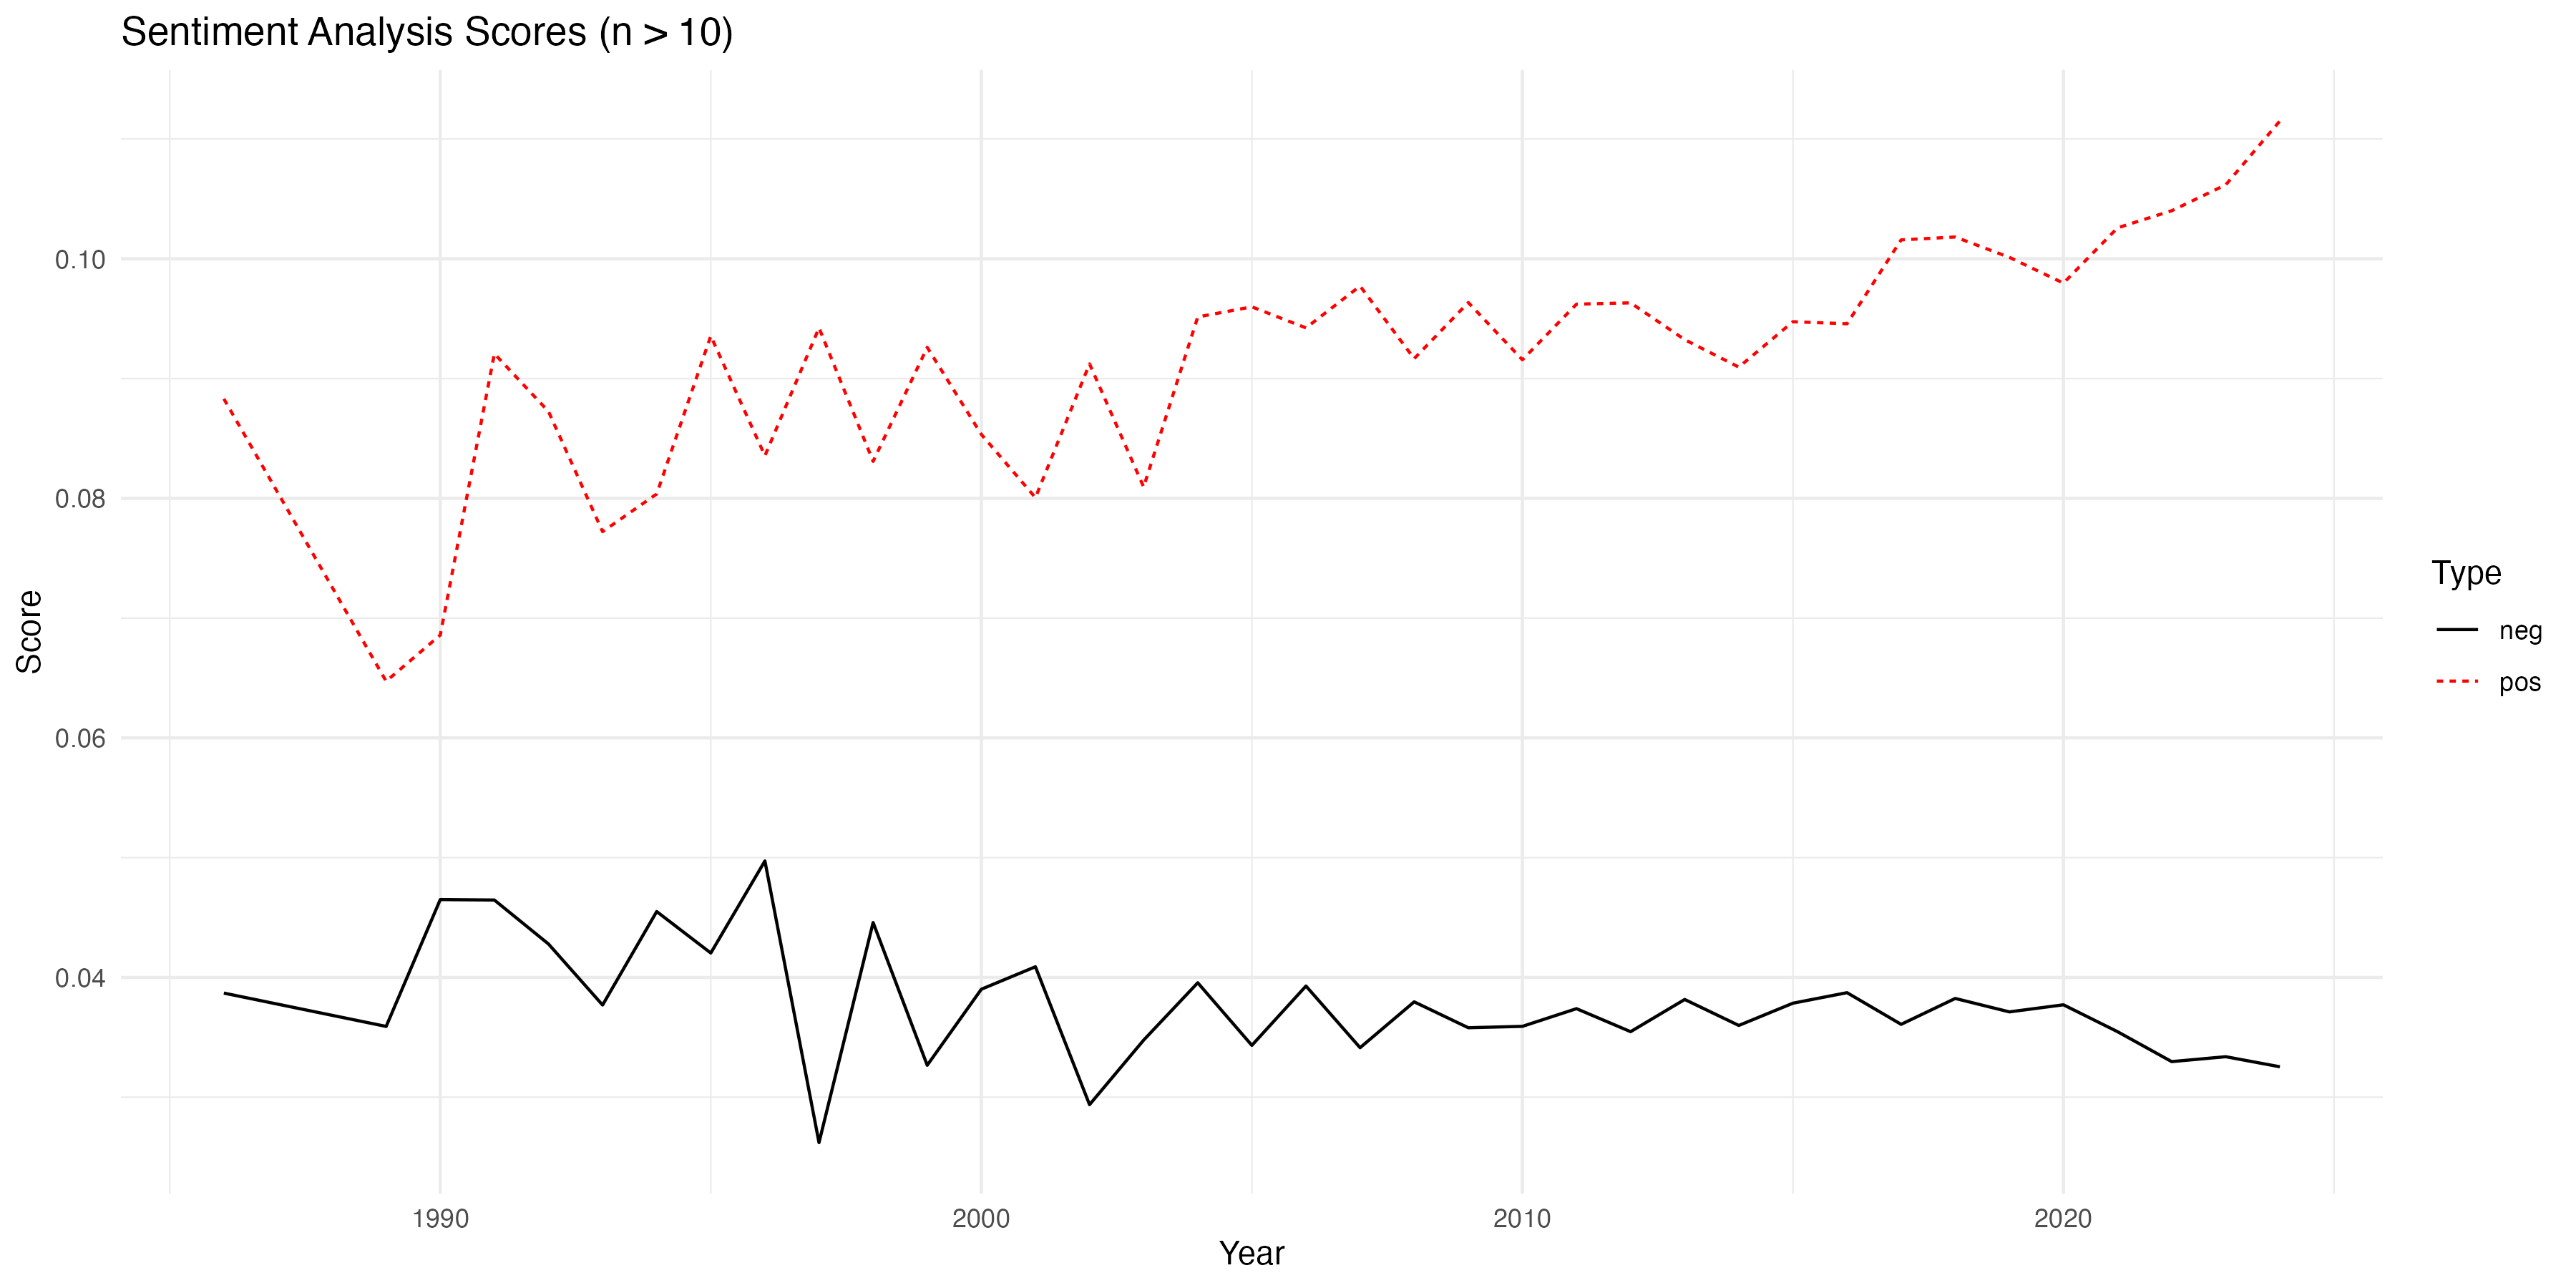 Sentiment Analysis Scores (n > 10)
0.10
0.08
0.06
0.04
Score
1990
2000
2010
2020
Year
Type
neg
pos